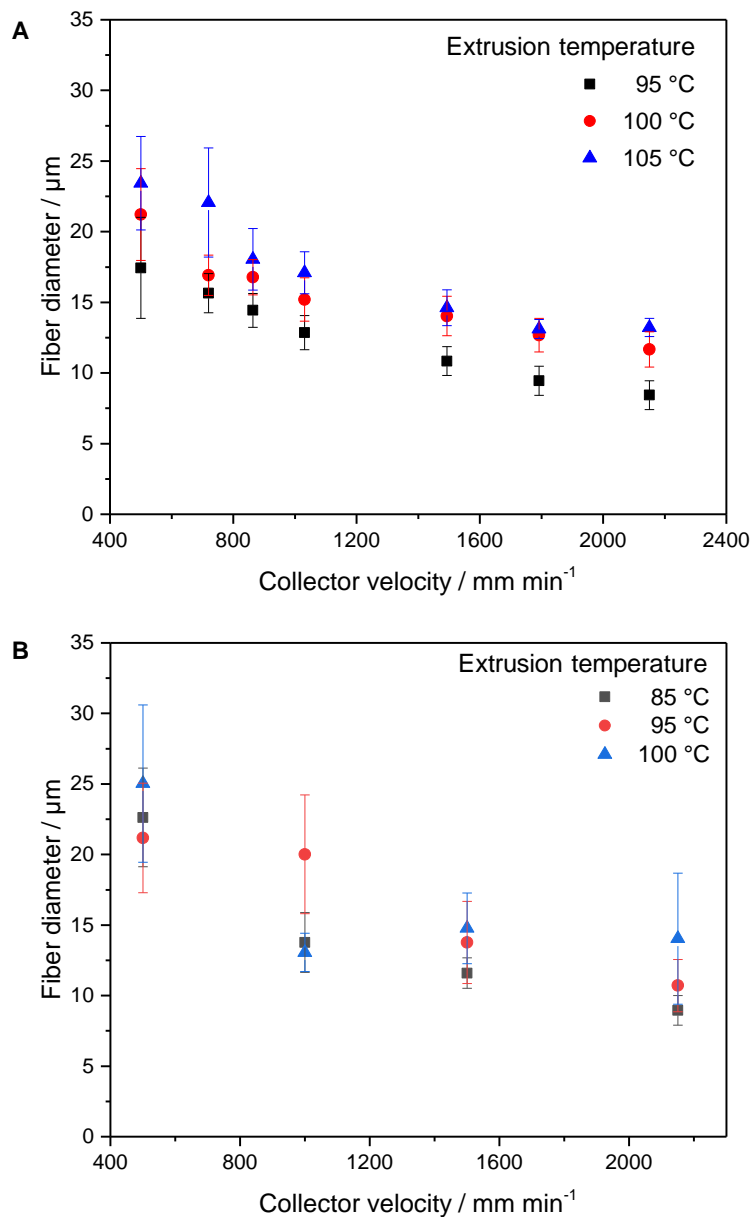 A
Extrusion temperature
95 °C
100 °C
105 °C
Fiber diameter / µm
35
30
25
20
15
10
5
0
400 800 1200 1600 2000 2400
Collector velocity / mm min⁻¹
B
Extrusion temperature
85 °C
95 °C
100 °C
Fiber diameter / µm
35
30
25
20
15
10
5
0
400 800 1200 1600 2000
Collector velocity / mm min⁻¹